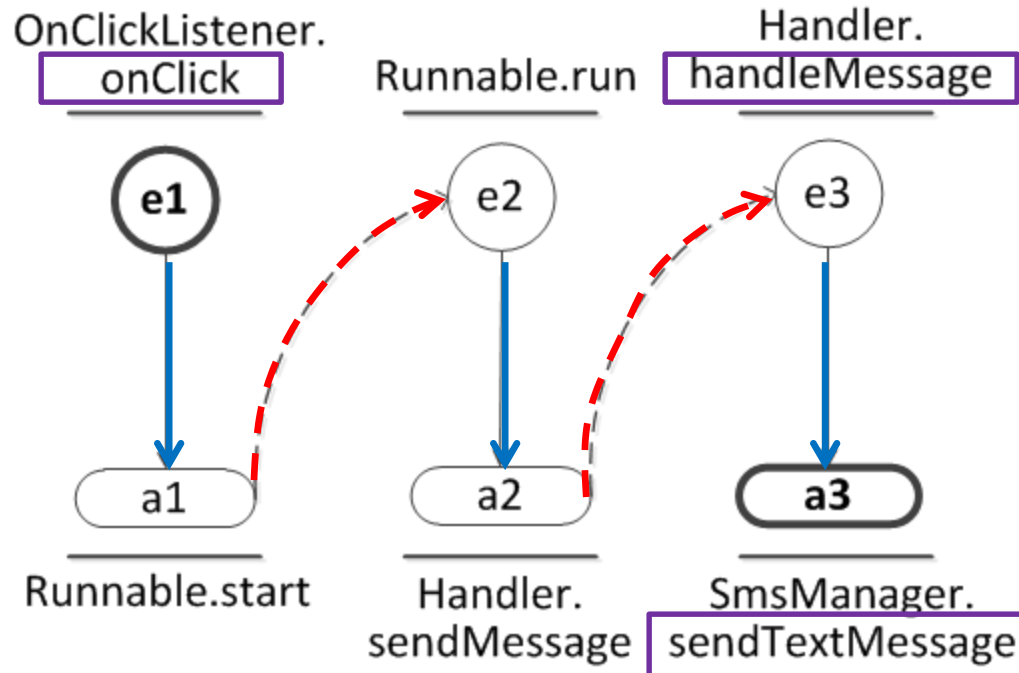 OnClickListener.
onClick
Runnable.run
Handler.
handleMessage
e1
e2
e3
a1
a2
a3
Runnable.start
Handler.
sendMessage
SmsManager.
sendTextMessage